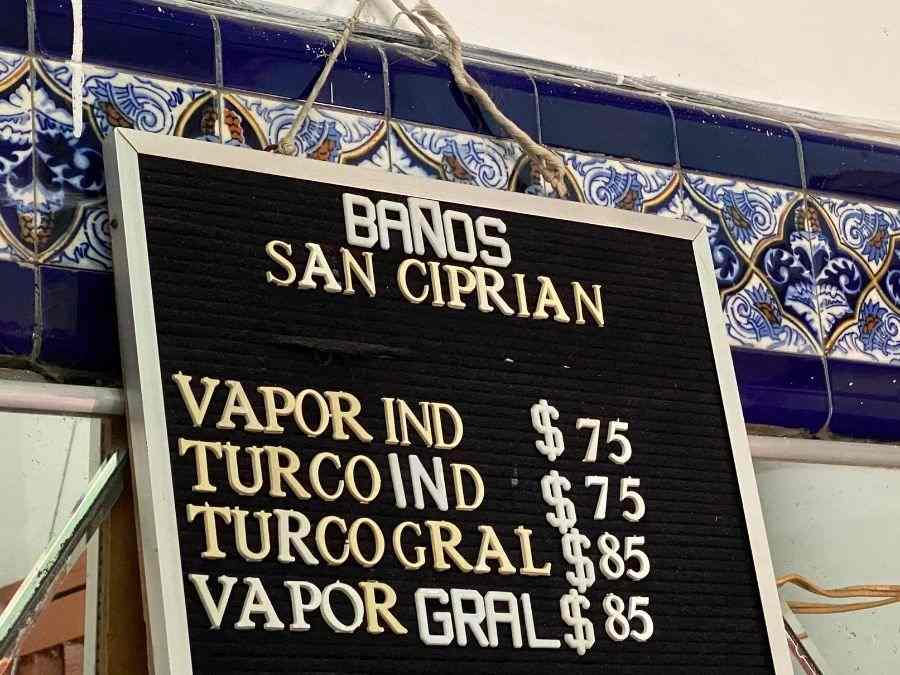 BAÑOS
SAN CIPRIAN
VAPOR IND $75
TURCO IND $75
TURCO GRAL $85
VAPOR GRAL $85